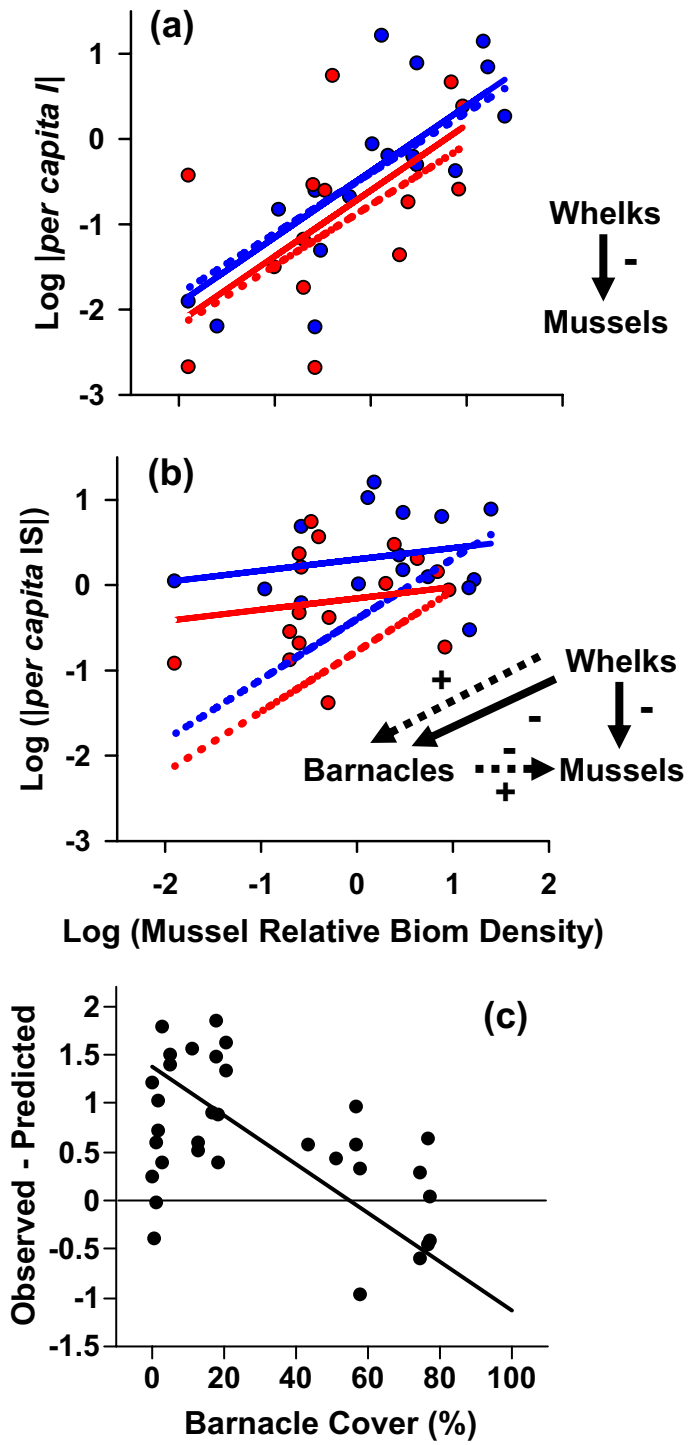 (a)
Log |per capita I|
1
0
-1
-2
-3
Whelks
-
Mussels
(b)
Log (|per capita IS|)
1
0
-1
-2
-3
Whelks
+
-
-
Barnacles
-
Mussels
+
-2 -1 0 1 2
Log (Mussel Relative Biom Density)
(c)
Observed - Predicted
2
1.5
1
0.5
0
-0.5
-1
-1.5
0 20 40 60 80 100
Barnacle Cover (%)